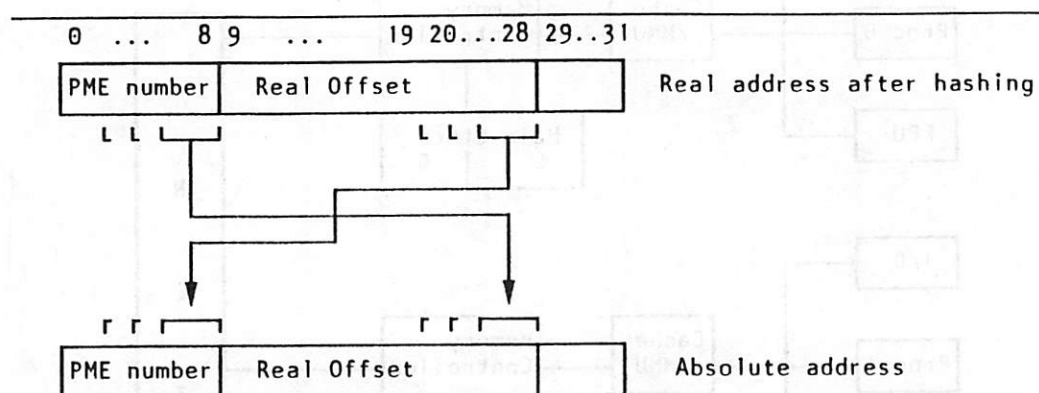 0 ... 8 9 ... 19 20...28 29..31
PME number Real Offset Real address after hashing
PME number Real Offset Absolute address